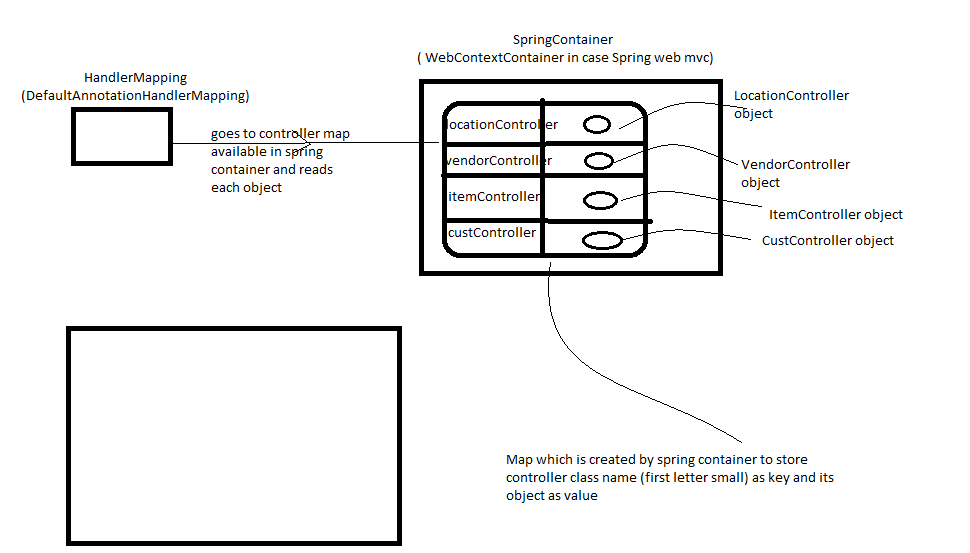 SpringContainer
( WebContextContainer in case Spring web mvc)
HandlerMapping
(DefaultAnnotationHandlerMapping)
goes to controller map
available in spring
container and reads
each object
locationController
vendorController
itemController
custController
LocationController
object
VendorController
object
ItemController object
CustController object
Map which is created by spring container to store
controller class name (first letter small) as key and its
object as value